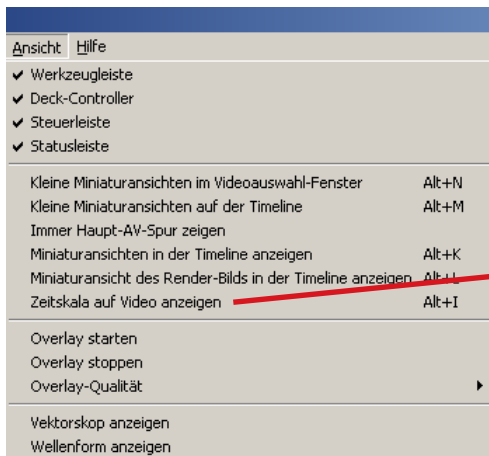 Ansicht Hilfe
Werkzeugleiste
Deck-Controller
Steuerleiste
Statusleiste
Kleine Miniaturansichten im Videoauswahl-Fenster Alt+N
Kleine Miniaturansichten auf der Timeline Alt+M
Immer Haupt-AV-Spur zeigen
Miniaturansichten in der Timeline anzeigen Alt+K
Miniaturansicht des Render-Bilds in der Timeline anzeigen Alt+L
Zeitskala auf Video anzeigen Alt+I
Overlay starten
Overlay stoppen
Overlay-Qualität
Vektorskop anzeigen
Wellenform anzeigen